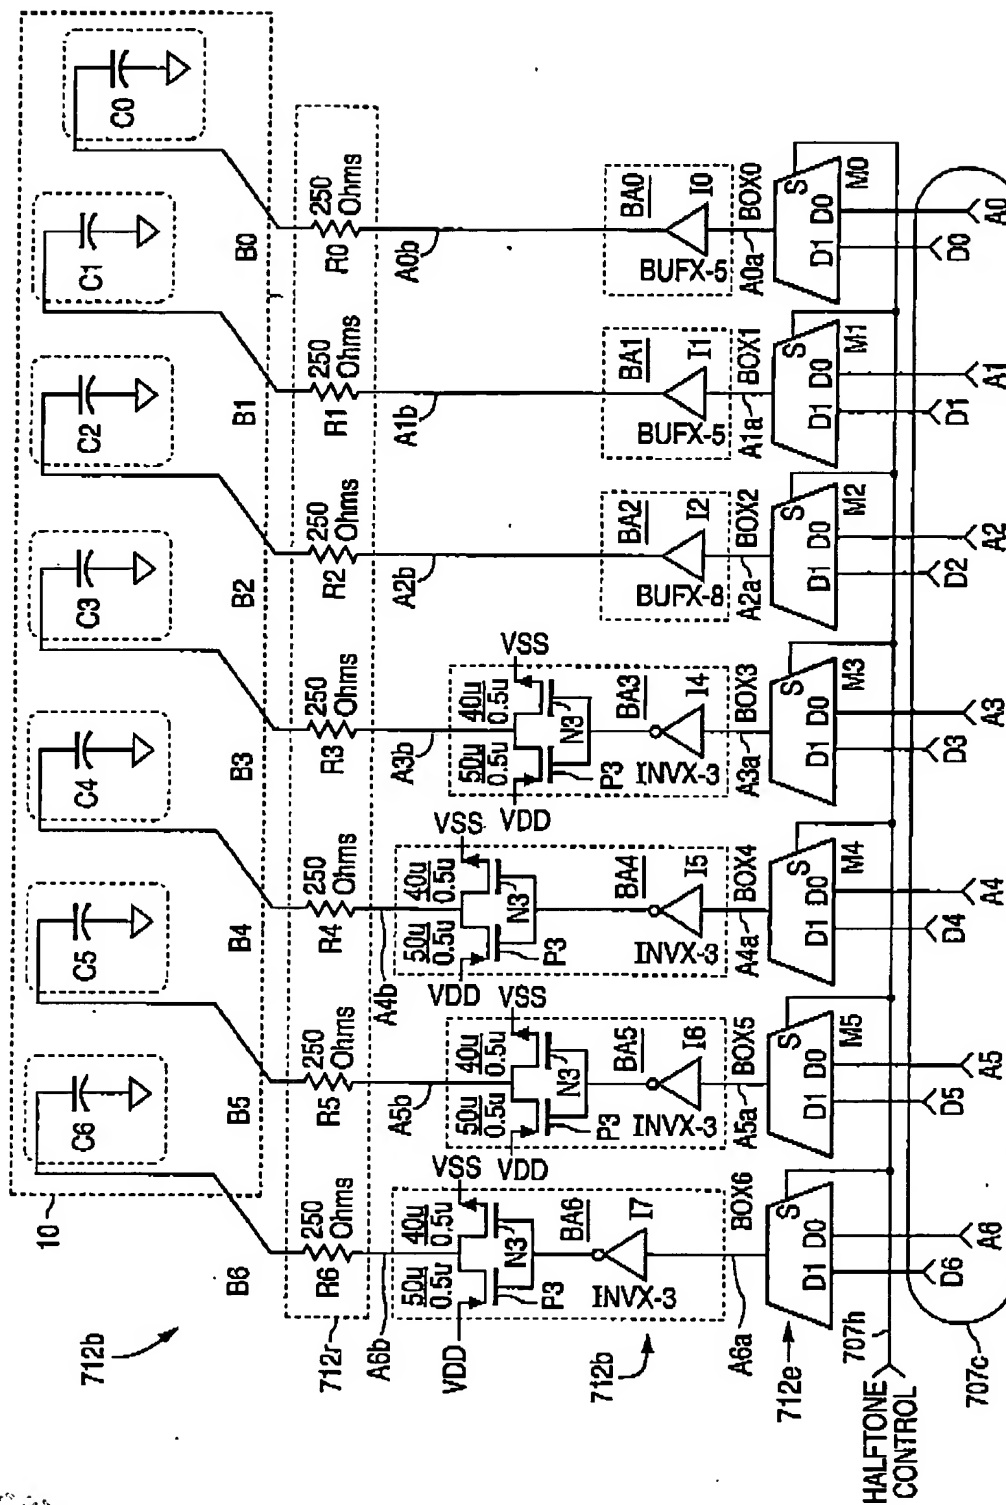 10
C6
C5
C4
C3
C2
C1
C0
712b
B6
B5
B4
B3
B2
B1
B0
712r
R6
250
Ohms
R5
250
Ohms
R4
250
Ohms
R3
250
Ohms
R2
250
Ohms
R1
250
Ohms
R0
250
Ohms
A6b
A5b
A4b
A3b
A2b
A1b
A0b
VDD
50u
0.5u
40u
0.5u
VSS
P3
N3
BA6
INVX-3
I7
VDD
50u
0.5u
40u
0.5u
VSS
P3
N3
BA5
INVX-3
I6
VDD
50u
0.5u
40u
0.5u
VSS
P3
N3
BA4
INVX-3
I5
VDD
50u
0.5u
40u
0.5u
VSS
P3
N3
BA3
INVX-3
I4
BA2
BUFX-8
I2
BA1
BUFX-5
I1
BA0
BUFX-5
I0
712b
A6a
BOX6
A5a
BOX5
A4a
BOX4
A3a
BOX3
A2a
BOX2
A1a
BOX1
A0a
BOX0
712e
D1 D0
S
D1 D0
S
M5
D1 D0
S
M4
D1 D0
S
M3
D1 D0
S
M2
D1 D0
S
M1
D1 D0
S
M0
707h
HALFTONE
CONTROL
707c
D6
A6
D5
A5
D4
A4
D3
A3
D2
A2
D1
A1
D0
A0